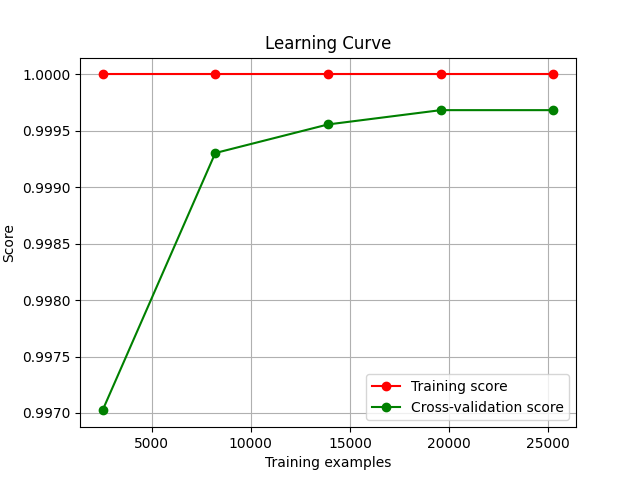 Learning Curve
1.0000
0.9995
0.9990
0.9985
0.9980
0.9975
0.9970
Score
5000 10000 15000 20000 25000
Training examples
Training score
Cross-validation score